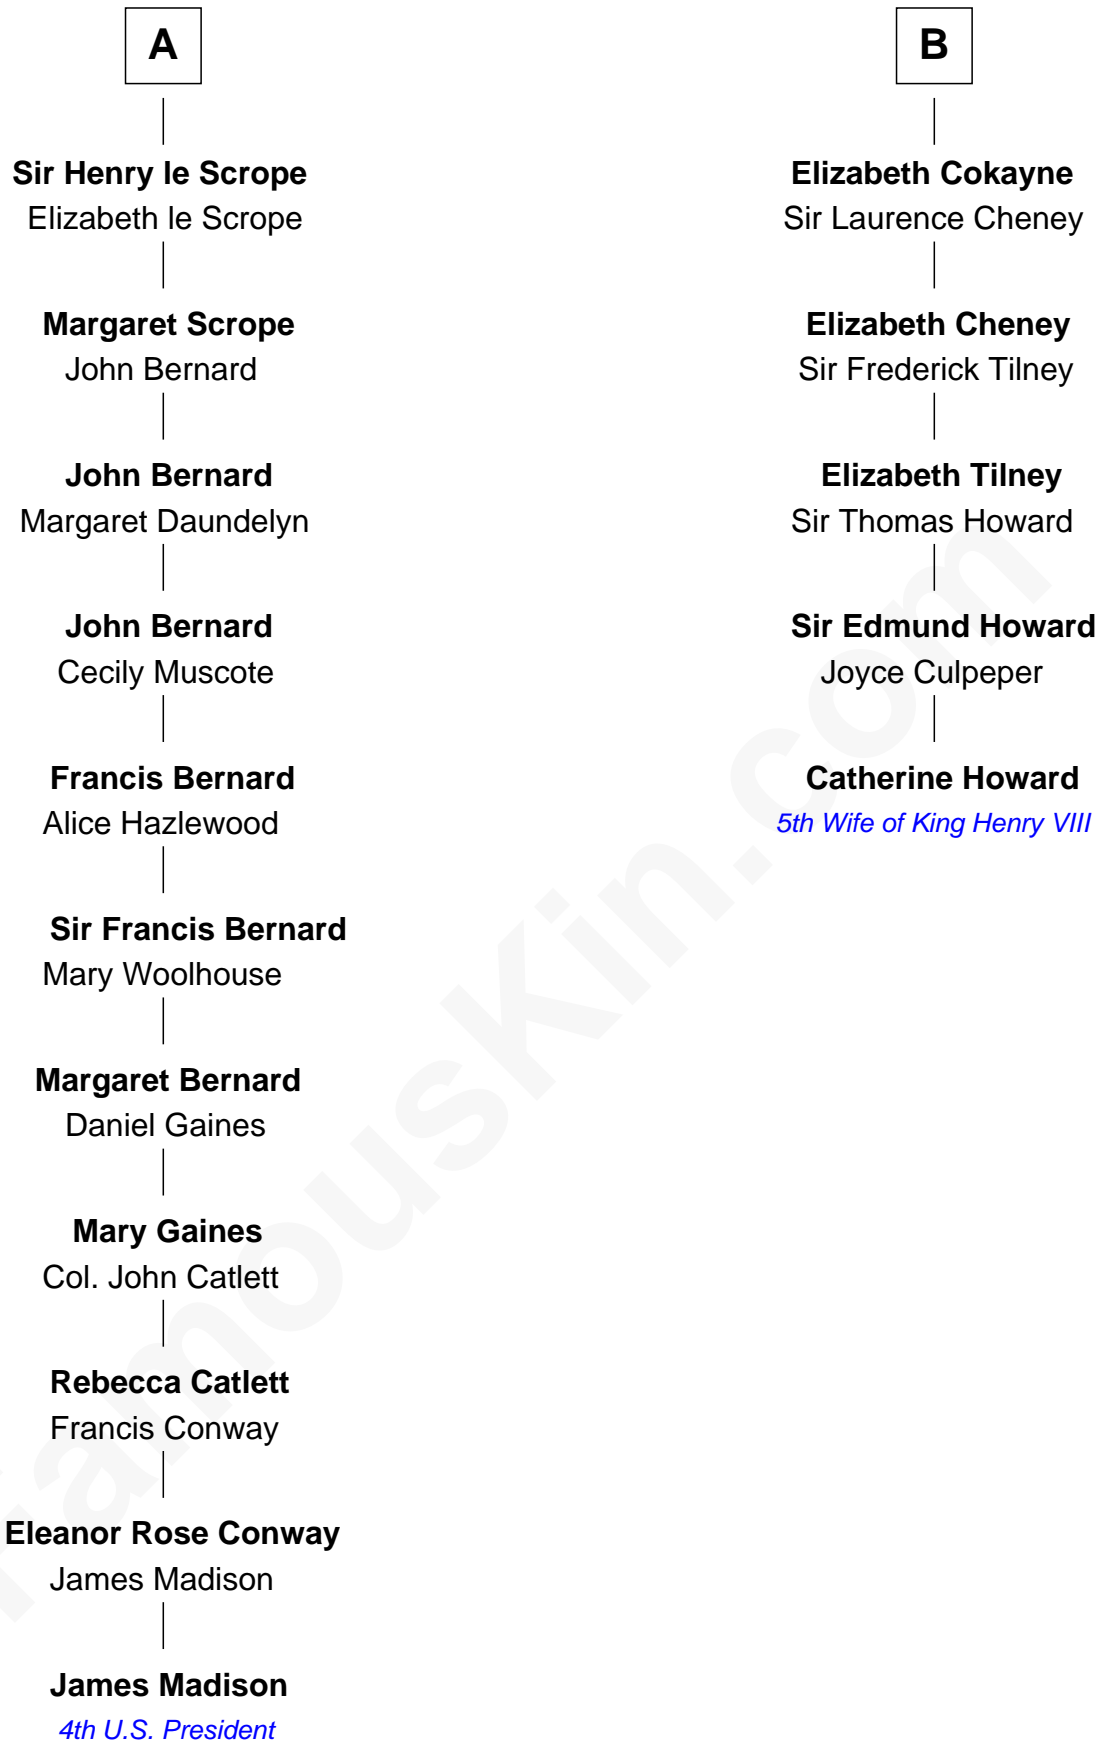 A
Sir Henry le Scrope
Elizabeth le Scrope
Margaret Scrope
John Bernard
John Bernard
Margaret Daundelyn
John Bernard
Cecily Muscote
Francis Bernard
Alice Hazlewood
Sir Francis Bernard
Mary Woolhouse
Margaret Bernard
Daniel Gaines
Mary Gaines
Col. John Catlett
Rebecca Catlett
Francis Conway
Eleanor Rose Conway
James Madison
James Madison
4th U.S. President
B
Elizabeth Cokayne
Sir Laurence Cheney
Elizabeth Cheney
Sir Frederick Tilney
Elizabeth Tilney
Sir Thomas Howard
Sir Edmund Howard
Joyce Culpeper
Catherine Howard
5th Wife of King Henry VIII
FamousKin.com